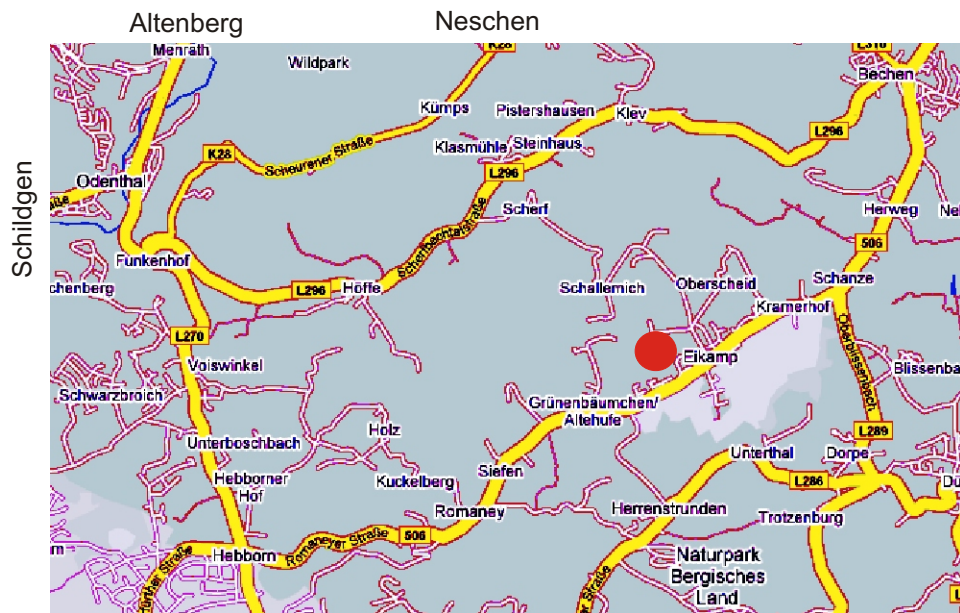 Altenberg
Neschen
Schildgen
Menrath
Wildpark
K28
L310
Bechen
Kümps
Pistershausen
Klev
L296
K28
Scheurener Straße
Klasmühle
Steinhaus
L296
Odenthal
Scherf
Herweg
Scherfbachtalstraße
506
Funkenhof
L296
Höffe
Schallemich
Oberscheid
Schanze
Kramerhof
L270
Voiswinkel
Eikamp
Oberblissenbach
Schwarzbroich
Grünenbäumchen/
Altehufe
Holz
Unterboschbach
L289
Siefen
Unterthal
Dorpe
Hebborner
Hof
Kuckelberg
L286
Romaney
Herrenstrunden
Trotzenburg
506
Romaneyer Straße
Hebborn
Naturpark
Bergisches
Land